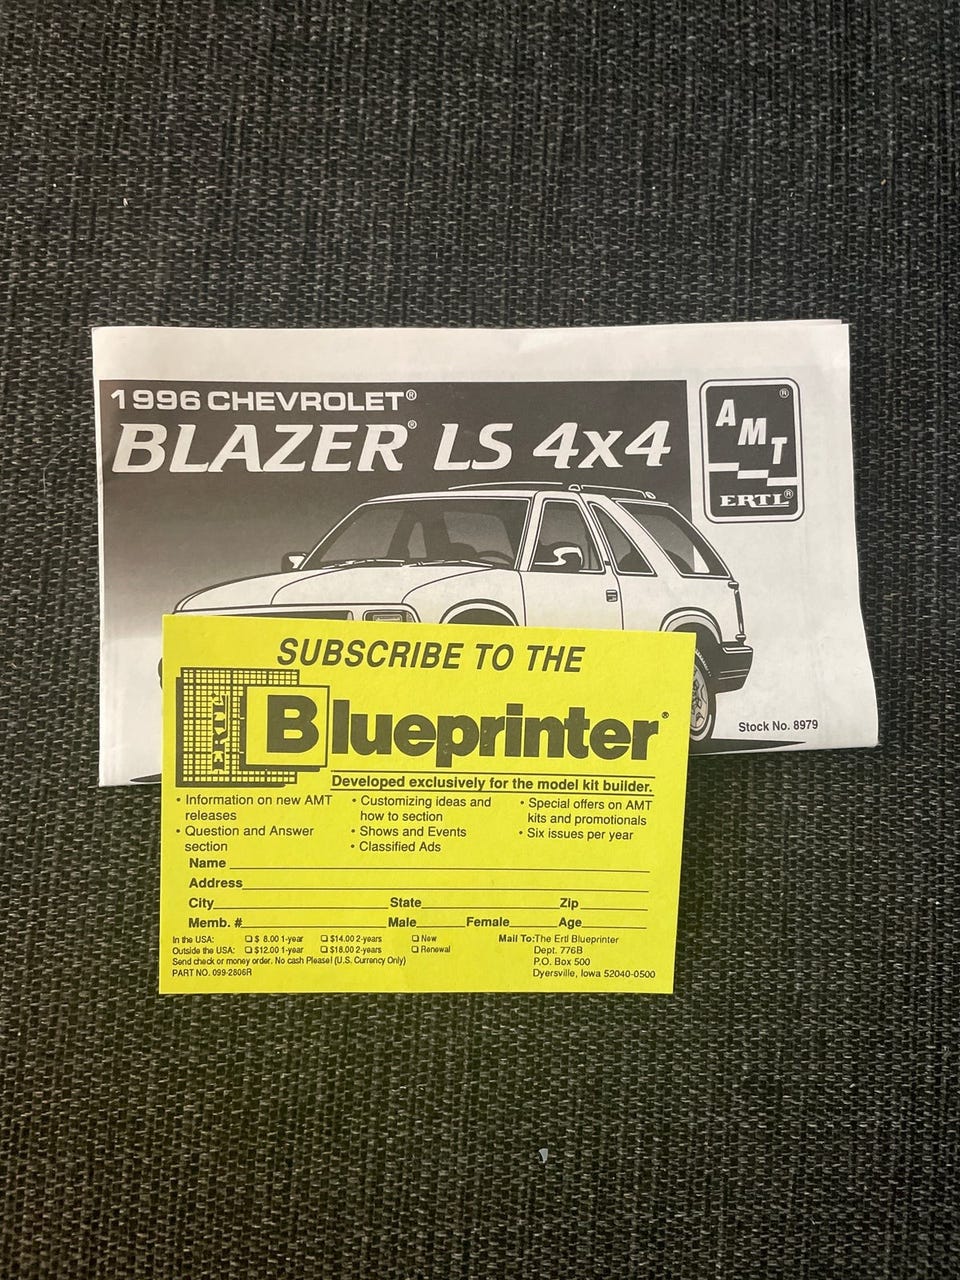 1996 CHEVROLET®
BLAZER® LS 4x4
AMT®
ERTL®
Stock No. 8979
SUBSCRIBE TO THE
ERTL
Blueprinter®
Developed exclusively for the model kit builder.
• Information on new AMT
releases
• Question and Answer
section
• Customizing ideas and
how to section
• Shows and Events
• Classified Ads
• Special offers on AMT
kits and promotionals
• Six issues per year
Name
Address
City State Zip
Memb. # Male Female Age
In the USA: ❏ $ 8.00 1-year ❏ $14.00 2-years ❏ New
Outside the USA: ❏ $12.00 1-year ❏ $18.00 2-years ❏ Renewal
Send check or money order. No cash Please! (U.S. Currency Only)
PART NO. 099-2806R
Mail To: The Ertl Blueprinter
Dept. 776B
P.O. Box 500
Dyersville, Iowa 52040-0500